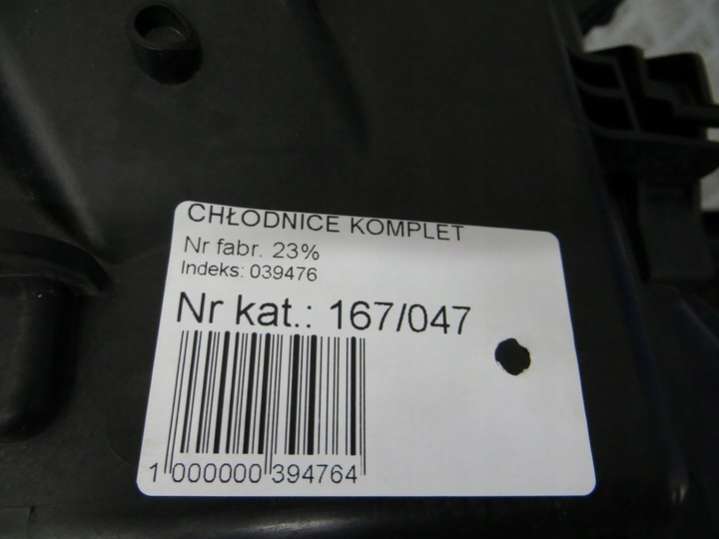 CHŁODNICE KOMPLET
Nr fabr. 23%
Indeks: 039476
Nr kat.: 167/047
1 000000 394764